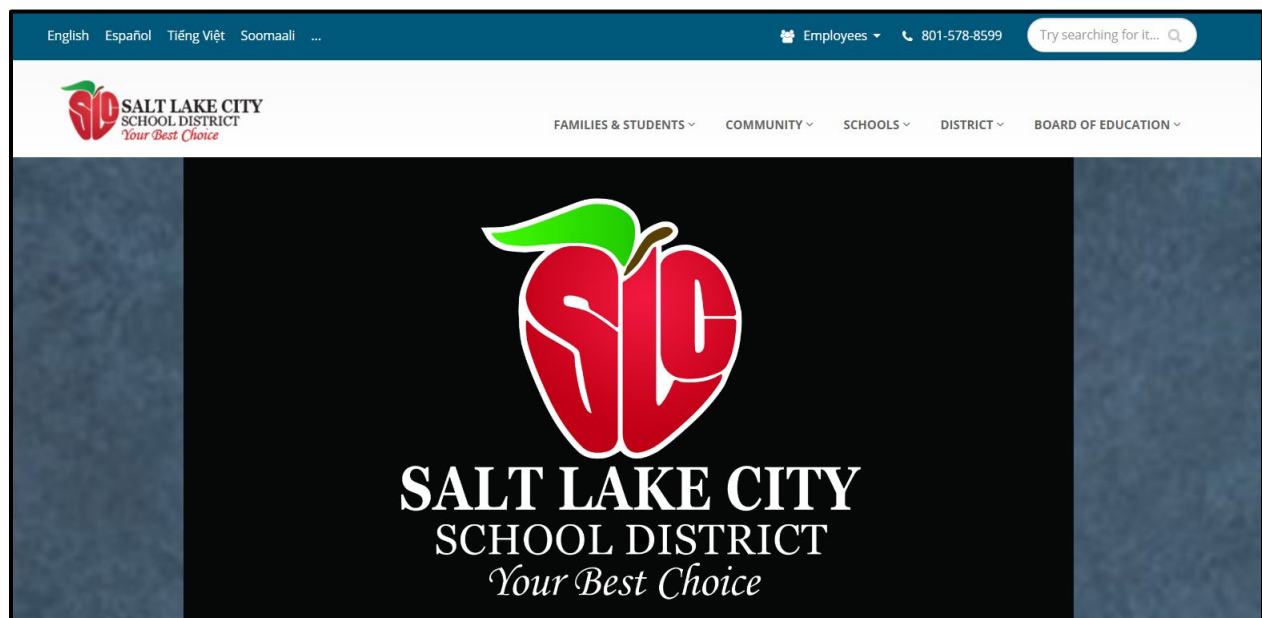 English Español Tiếng Việt Soomaali ...
Employees 801-578-8599 Try searching for it...
SLC
SALT LAKE CITY
SCHOOL DISTRICT
Your Best Choice
FAMILIES & STUDENTS COMMUNITY SCHOOLS DISTRICT BOARD OF EDUCATION
SLC
SALT LAKE CITY
SCHOOL DISTRICT
Your Best Choice